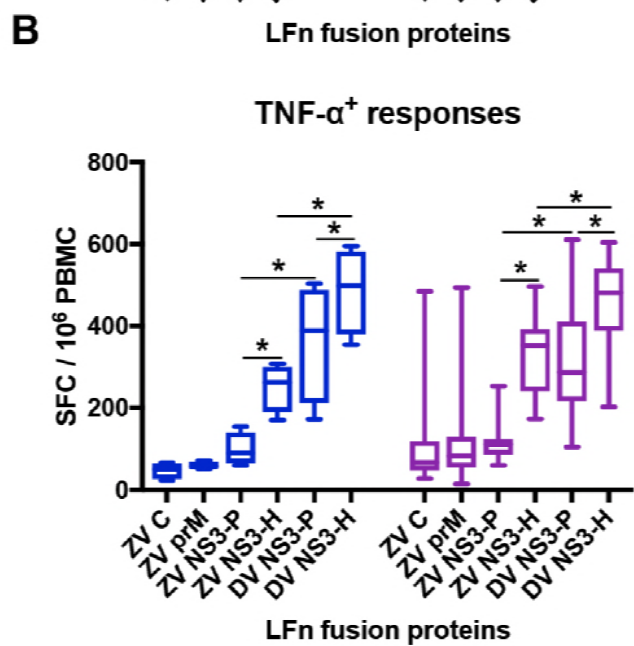 B
LFn fusion proteins
TNF-α⁺ responses
800
600
400
200
0
SFC / 10⁶ PBMC
* * * * * * * *
ZV C
ZV prM
ZV NS3-P
ZV NS3-H
DV NS3-P
DV NS3-H
ZV C
ZV prM
ZV NS3-P
ZV NS3-H
DV NS3-P
DV NS3-H
LFn fusion proteins